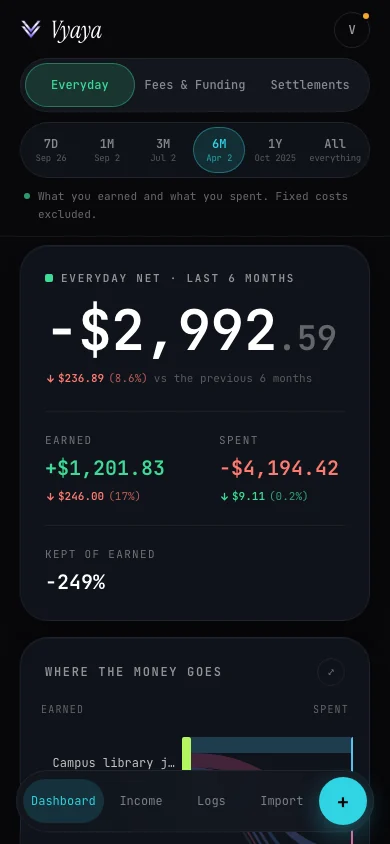 Vyaya
V
Everyday Fees & Funding Settlements
7D 1M 3M 6M 1Y All
Sep 26 Sep 2 Jul 2 Apr 2 Oct 2025 everything
What you earned and what you spent. Fixed costs
excluded.
EVERYDAY NET · LAST 6 MONTHS
-$2,992.59
↓ $236.89 (8.6%) vs the previous 6 months
EARNED SPENT
+$1,201.83 -$4,194.42
↓ $246.00 (17%) ↓ $9.11 (0.2%)
KEPT OF EARNED
-249%
WHERE THE MONEY GOES
EARNED SPENT
Campus library j…
Dashboard Income Logs Import +